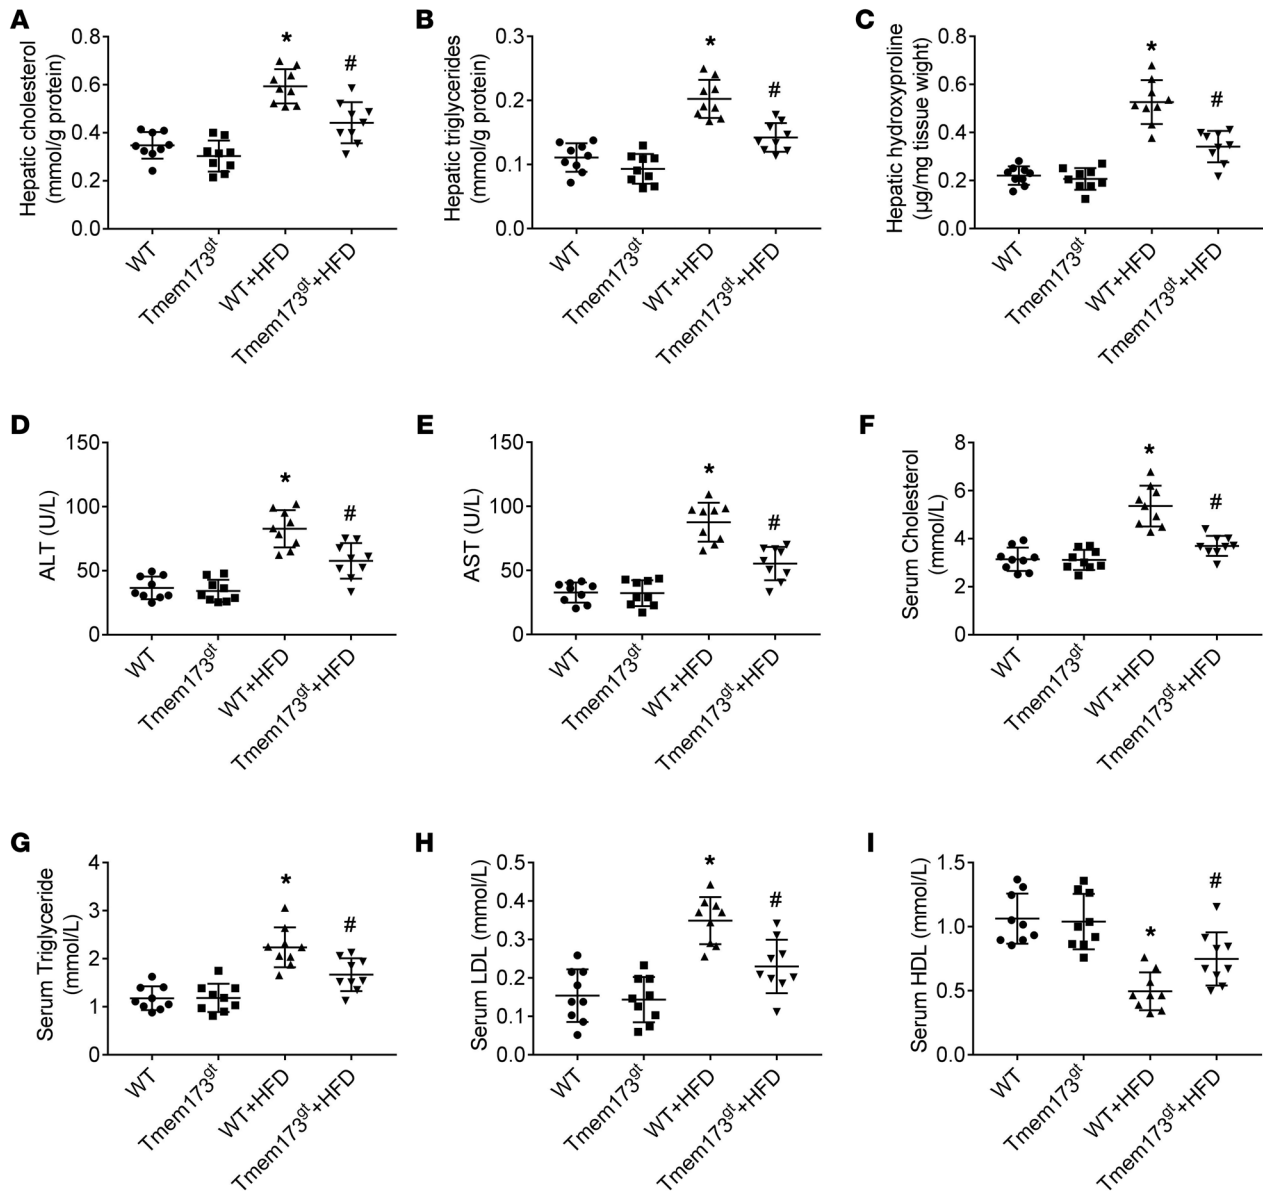 A
Hepatic cholesterol
(mmol/g protein)
0.8
0.6
0.4
0.2
0.0
*
#
WT
Tmem173gt
WT+HFD
Tmem173gt+HFD
B
Hepatic triglycerides
(mmol/g protein)
0.3
0.2
0.1
0.0
*
#
WT
Tmem173gt
WT+HFD
Tmem173gt+HFD
C
Hepatic hydroxyproline
(µg/mg tissue wight)
0.8
0.6
0.4
0.2
0.0
*
#
WT
Tmem173gt
WT+HFD
Tmem173gt+HFD
D
ALT (U/L)
150
100
50
0
*
#
WT
Tmem173gt
WT+HFD
Tmem173gt+HFD
E
AST (U/L)
150
100
50
0
*
#
WT
Tmem173gt
WT+HFD
Tmem173gt+HFD
F
Serum Cholesterol
(mmol/L)
8
6
4
2
0
*
#
WT
Tmem173gt
WT+HFD
Tmem173gt+HFD
G
Serum Triglyceride
(mmol/L)
4
3
2
1
0
*
#
WT
Tmem173gt
WT+HFD
Tmem173gt+HFD
H
Serum LDL (mmol/L)
0.5
0.4
0.3
0.2
0.1
0.0
*
#
WT
Tmem173gt
WT+HFD
Tmem173gt+HFD
I
Serum HDL (mmol/L)
1.5
1.0
0.5
0.0
*
#
WT
Tmem173gt
WT+HFD
Tmem173gt+HFD